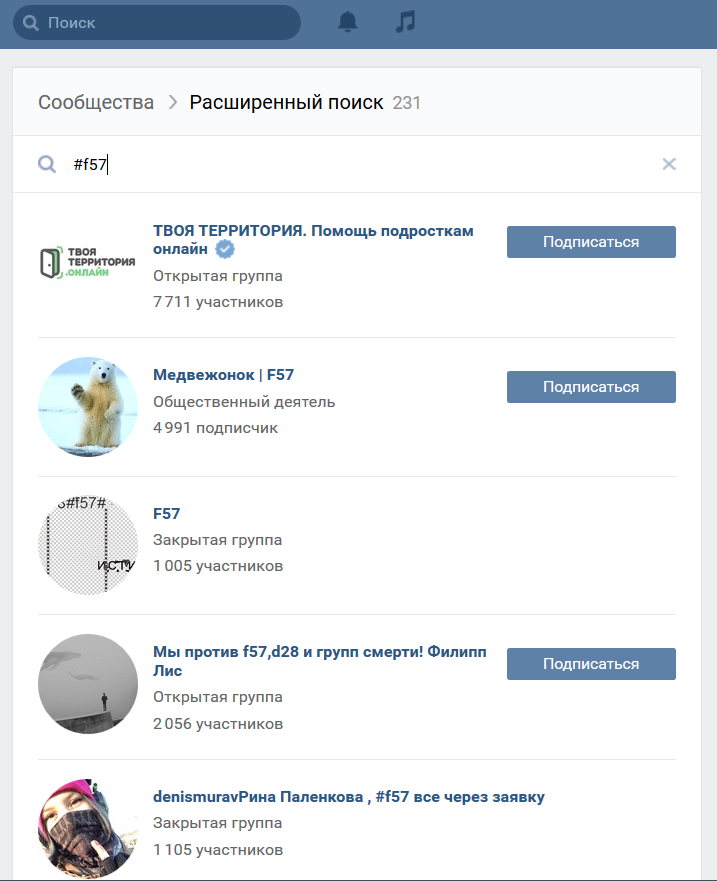 Поиск
Сообщества
Расширенный поиск 231
#f57
ТВОЯ ТЕРРИТОРИЯ. Помощь подросткам
онлайн
Открытая группа
7 711 участников
Подписаться
ТВОЯ
ТЕРРИТОРИЯ
.ОНЛАЙН
Медвежонок | F57
Общественный деятель
4 991 подписчик
Подписаться
#f57#
F57
Закрытая группа
1 005 участников
Мы против f57,d28 и групп смерти! Филипп
Лис
Открытая группа
2 056 участников
Подписаться
denismuravРина Паленкова , #f57 все через заявку
Закрытая группа
1 105 участников